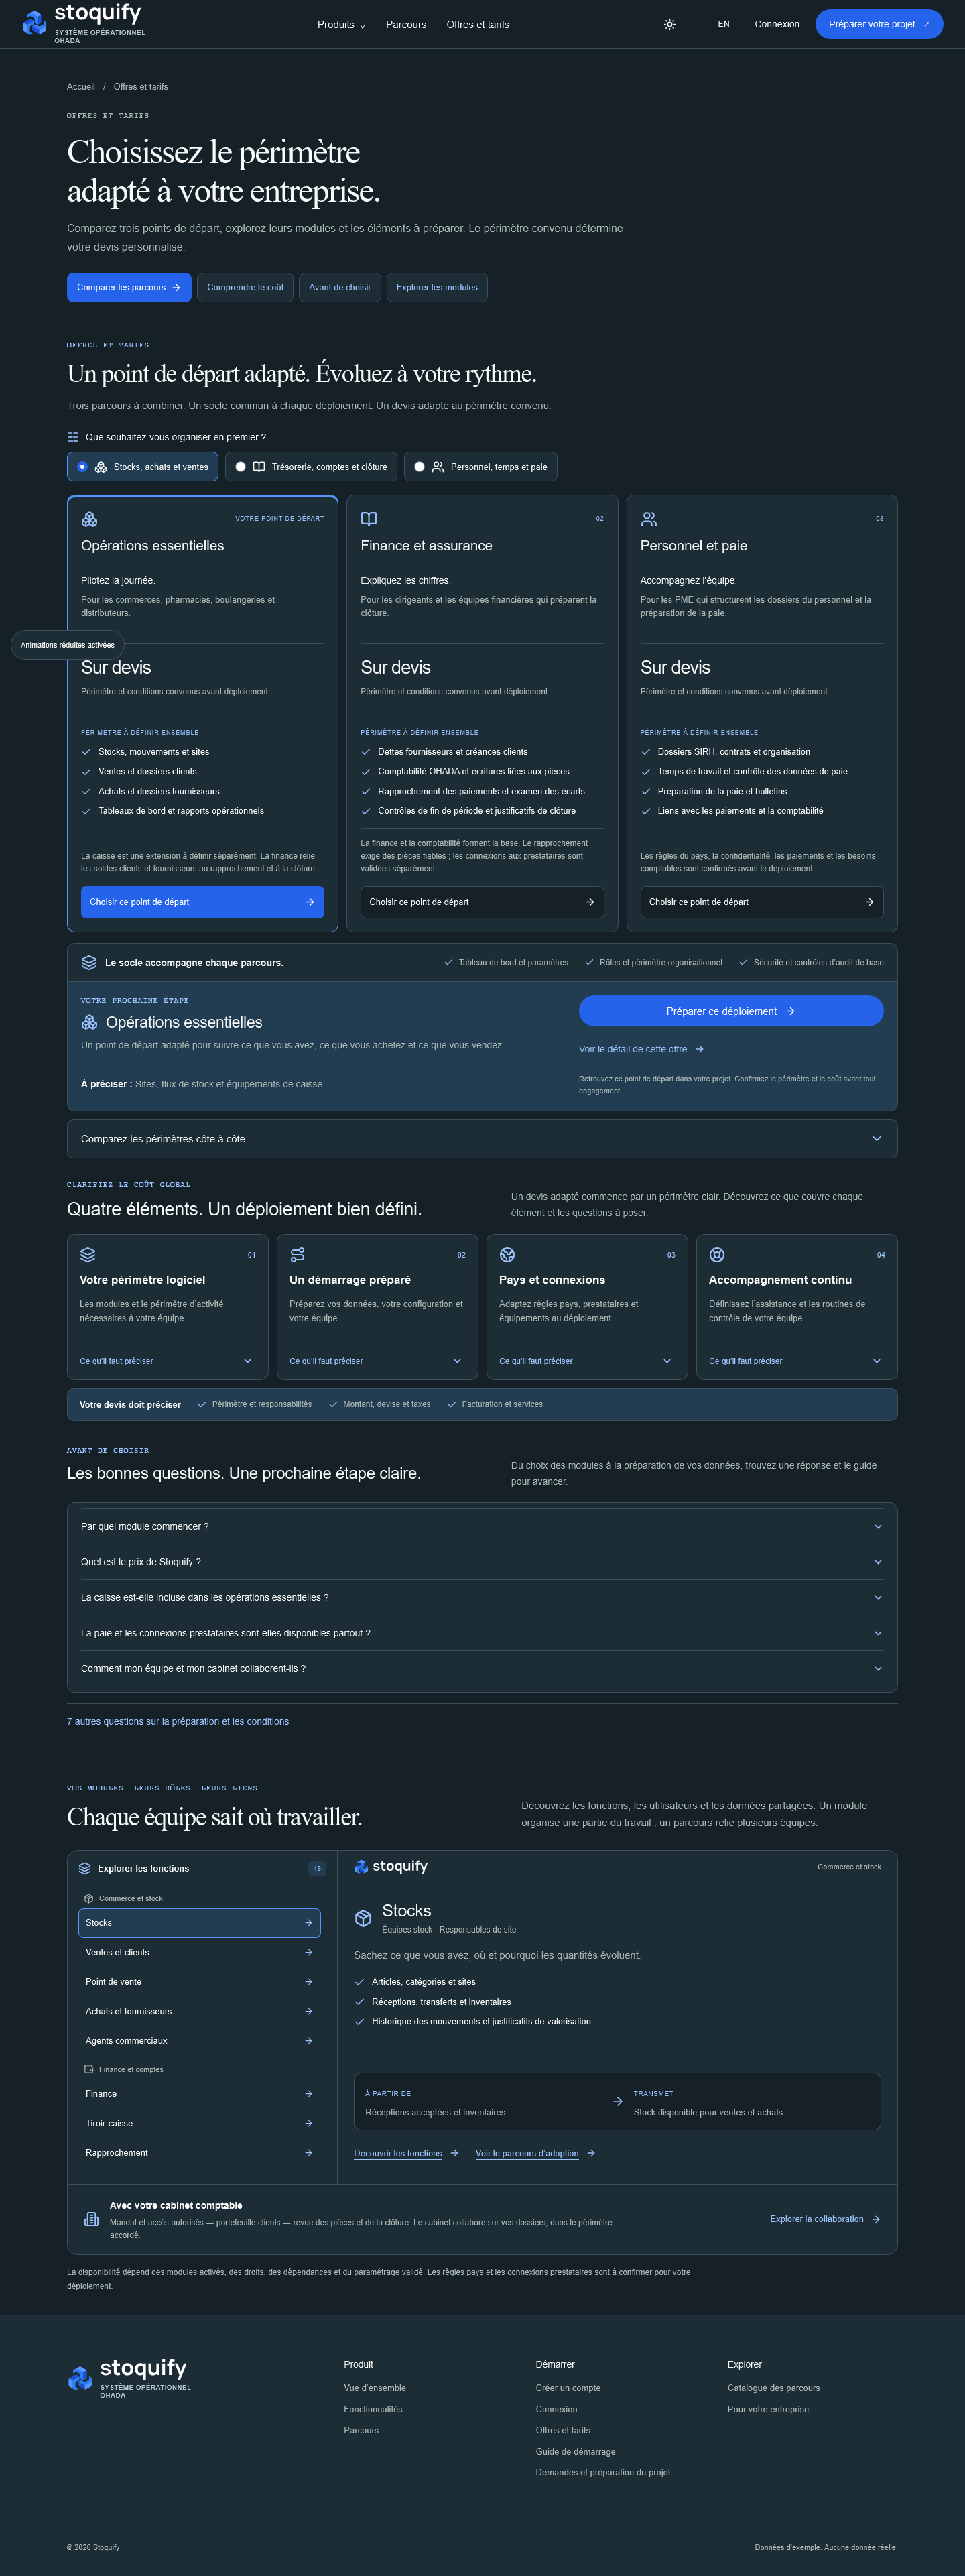 stoquify
SYSTÈME OPÉRATIONNEL
OHADA
Produits
Parcours
Offres et tarifs
EN
Connexion
Préparer votre projet ↗
Accueil / Offres et tarifs
OFFRES ET TARIFS
Choisissez le périmètre
adapté à votre entreprise.
Comparez trois points de départ, explorez leurs modules et les éléments à préparer. Le périmètre convenu détermine
votre devis personnalisé.
Comparer les parcours →
Comprendre le coût
Avant de choisir
Explorer les modules
OFFRES ET TARIFS
Un point de départ adapté. Évoluez à votre rythme.
Trois parcours à combiner. Un socle commun à chaque déploiement. Un devis adapté au périmètre convenu.
Que souhaitez-vous organiser en premier ?
Stocks, achats et ventes
Trésorerie, comptes et clôture
Personnel, temps et paie
VOTRE POINT DE DÉPART
Opérations essentielles
Pilotez la journée.
Pour les commerces, pharmacies, boulangeries et
distributeurs.
Animations réduites activées
Sur devis
Périmètre et conditions convenus avant déploiement
PÉRIMÈTRE À DÉFINIR ENSEMBLE
Stocks, mouvements et sites
Ventes et dossiers clients
Achats et dossiers fournisseurs
Tableaux de bord et rapports opérationnels
La caisse est une extension à définir séparément. La finance relie
les soldes clients et fournisseurs au rapprochement et à la clôture.
Choisir ce point de départ →
02
Finance et assurance
Expliquez les chiffres.
Pour les dirigeants et les équipes financières qui préparent la
clôture.
Sur devis
Périmètre et conditions convenus avant déploiement
PÉRIMÈTRE À DÉFINIR ENSEMBLE
Dettes fournisseurs et créances clients
Comptabilité OHADA et écritures liées aux pièces
Rapprochement des paiements et examen des écarts
Contrôles de fin de période et justificatifs de clôture
La finance et la comptabilité forment la base. Le rapprochement
exige des pièces fiables ; les connexions aux prestataires sont
validées séparément.
Choisir ce point de départ →
03
Personnel et paie
Accompagnez l'équipe.
Pour les PME qui structurent les dossiers du personnel et la
préparation de la paie.
Sur devis
Périmètre et conditions convenus avant déploiement
PÉRIMÈTRE À DÉFINIR ENSEMBLE
Dossiers SIRH, contrats et organisation
Temps de travail et contrôle des données de paie
Préparation de la paie et bulletins
Liens avec les paiements et la comptabilité
Les règles du pays, la confidentialité, les paiements et les besoins
comptables sont confirmés avant le déploiement.
Choisir ce point de départ →
Le socle accompagne chaque parcours.
Tableau de bord et paramètres
Rôles et périmètre organisationnel
Sécurité et contrôles d'audit de base
VOTRE PROCHAINE ÉTAPE
Opérations essentielles
Un point de départ adapté pour suivre ce que vous avez, ce que vous achetez et ce que vous vendez.
À préciser : Sites, flux de stock et équipements de caisse
Préparer ce déploiement →
Voir le détail de cette offre →
Retrouvez ce point de départ dans votre projet. Confirmez le périmètre et le coût avant tout
engagement.
Comparez les périmètres côte à côte
CLARIFIEZ LE COÛT GLOBAL
Quatre éléments. Un déploiement bien défini.
Un devis adapté commence par un périmètre clair. Découvrez ce que couvre chaque
élément et les questions à poser.
01
Votre périmètre logiciel
Les modules et le périmètre d'activité
nécessaires à votre équipe.
Ce qu'il faut préciser
02
Un démarrage préparé
Préparez vos données, votre configuration et
votre équipe.
Ce qu'il faut préciser
03
Pays et connexions
Adaptez règles pays, prestataires et
équipements au déploiement.
Ce qu'il faut préciser
04
Accompagnement continu
Définissez l'assistance et les routines de
contrôle de votre équipe.
Ce qu'il faut préciser
Votre devis doit préciser
Périmètre et responsabilités
Montant, devise et taxes
Facturation et services
AVANT DE CHOISIR
Les bonnes questions. Une prochaine étape claire.
Du choix des modules à la préparation de vos données, trouvez une réponse et le guide
pour avancer.
Par quel module commencer ?
Quel est le prix de Stoquify ?
La caisse est-elle incluse dans les opérations essentielles ?
La paie et les connexions prestataires sont-elles disponibles partout ?
Comment mon équipe et mon cabinet collaborent-ils ?
7 autres questions sur la préparation et les conditions
VOS MODULES. LEURS RÔLES. LEURS LIENS.
Chaque équipe sait où travailler.
Découvrez les fonctions, les utilisateurs et les données partagées. Un module
organise une partie du travail ; un parcours relie plusieurs équipes.
Explorer les fonctions
18
Commerce et stock
Stocks →
Ventes et clients →
Point de vente →
Achats et fournisseurs →
Agents commerciaux →
Finance et comptes
Finance →
Tiroir-caisse →
Rapprochement →
stoquify
Commerce et stock
Stocks
Équipes stock · Responsables de site
Sachez ce que vous avez, où et pourquoi les quantités évoluent.
Articles, catégories et sites
Réceptions, transferts et inventaires
Historique des mouvements et justificatifs de valorisation
À PARTIR DE
Réceptions acceptées et inventaires
→
TRANSMET
Stock disponible pour ventes et achats
Découvrir les fonctions →
Voir le parcours d'adoption →
Avec votre cabinet comptable
Mandat et accès autorisés → portefeuille clients → revue des pièces et de la clôture. Le cabinet collabore sur vos dossiers, dans le périmètre
accordé.
Explorer la collaboration →
La disponibilité dépend des modules activés, des droits, des dépendances et du paramétrage validé. Les règles pays et les connexions prestataires sont à confirmer pour votre
déploiement.
stoquify
SYSTÈME OPÉRATIONNEL
OHADA
Produit
Vue d'ensemble
Fonctionnalités
Parcours
Démarrer
Créer un compte
Connexion
Offres et tarifs
Guide de démarrage
Demandes et préparation du projet
Explorer
Catalogue des parcours
Pour votre entreprise
© 2026 Stoquify
Données d'exemple. Aucune donnée réelle.